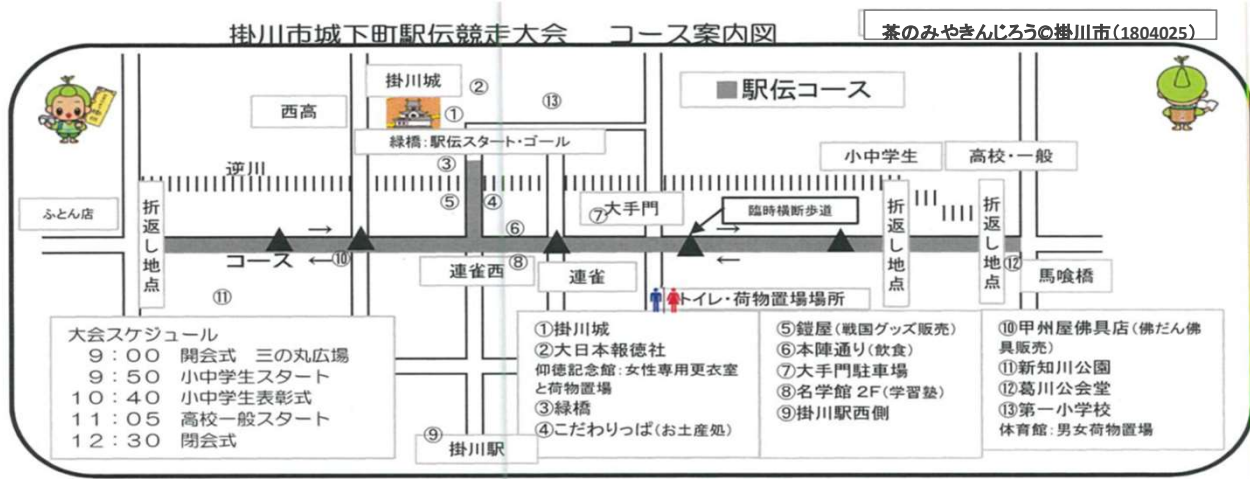 掛川市城下町駅伝競走大会　コース案内図
茶のみやきんじろう©掛川市(1804025)
掛川城
②
⑬
①
西高
■駅伝コース
緑橋:駅伝スタート・ゴール
小中学生
高校・一般
逆川
③
ふとん店
折返し地点
⑤
④
⑦大手門
臨時横断歩道
折返し地点
折返し地点
→
⑥
→
コース
←
⑩
⑧
←
⑫
連雀西
連雀
馬喰橋
⑪
トイレ・荷物置場場所
大会スケジュール
9:00　開会式　三の丸広場
9:50　小中学生スタート
10:40　小中学生表彰式
11:05　高校一般スタート
12:30　閉会式
⑨
掛川駅
①掛川城
②大日本報徳社
仰徳記念館:女性専用更衣室
と荷物置場
③緑橋
④こだわりっぱ(お土産処)
⑤鎧屋(戦国グッズ販売)
⑥本陣通り(飲食)
⑦大手門駐車場
⑧名学館 2F(学習塾)
⑨掛川駅西側
⑩甲州屋佛具店(佛だん佛
具販売)
⑪新知川公園
⑫葛川公会堂
⑬第一小学校
体育館:男女荷物置場